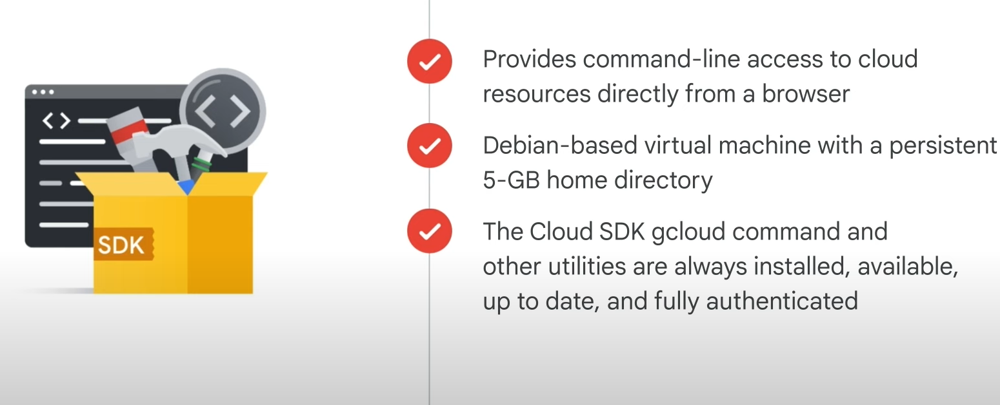 SDK
Provides command-line access to cloud
resources directly from a browser
Debian-based virtual machine with a persistent
5-GB home directory
The Cloud SDK gcloud command and
other utilities are always installed, available,
up to date, and fully authenticated